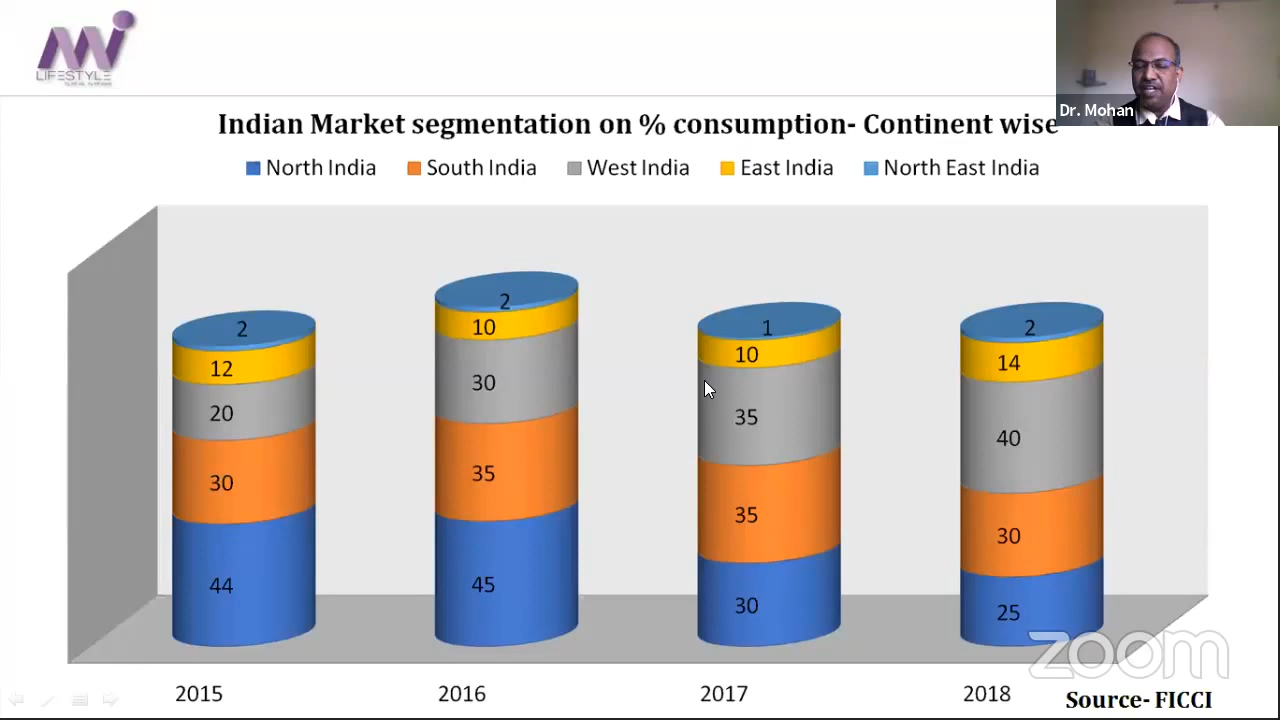 LIFESTYLE
Dr. Mohan
Indian Market segmentation on % consumption- Continent wise
North India South India West India East India North East India
2 2 1 2
12 10 10 14
20 30 35 40
30 35 35 30
44 45 30 25
zoom
2015 2016 2017 2018
Source- FICCI